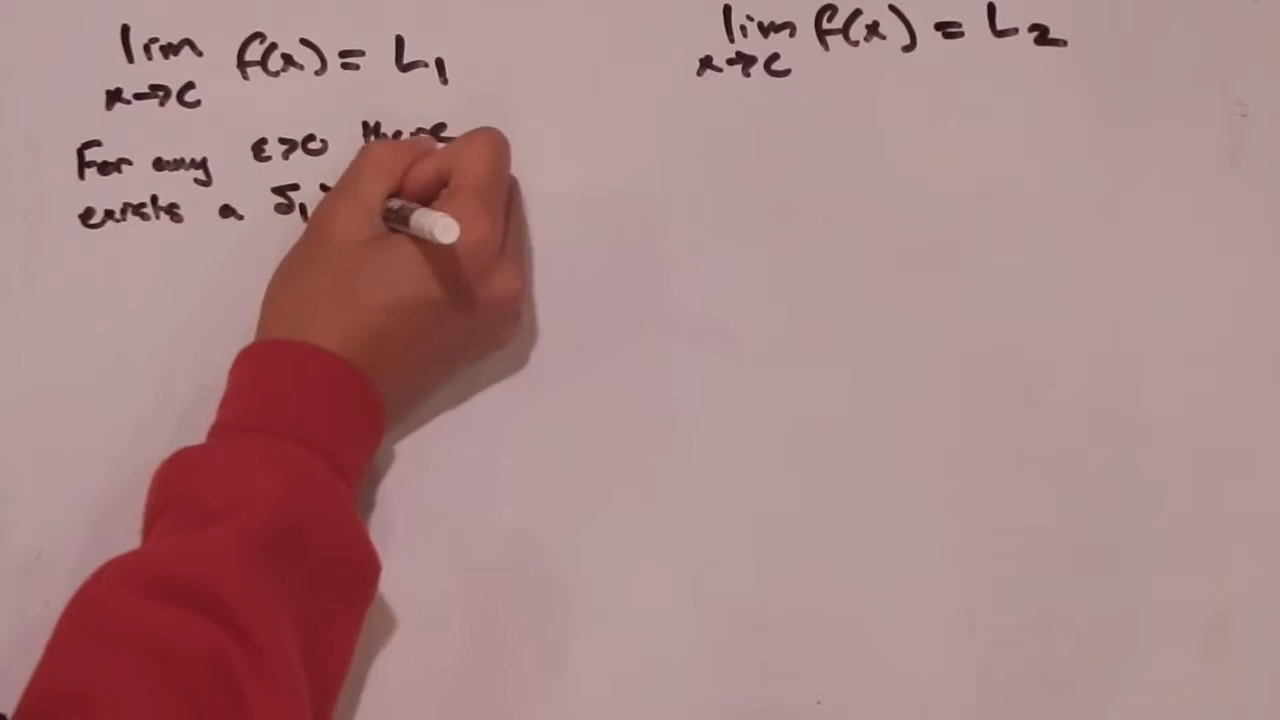 lim f(x) = L₁
x→c
For any ε>0 there
exists a δ₁
lim f(x) = L₂
x→c